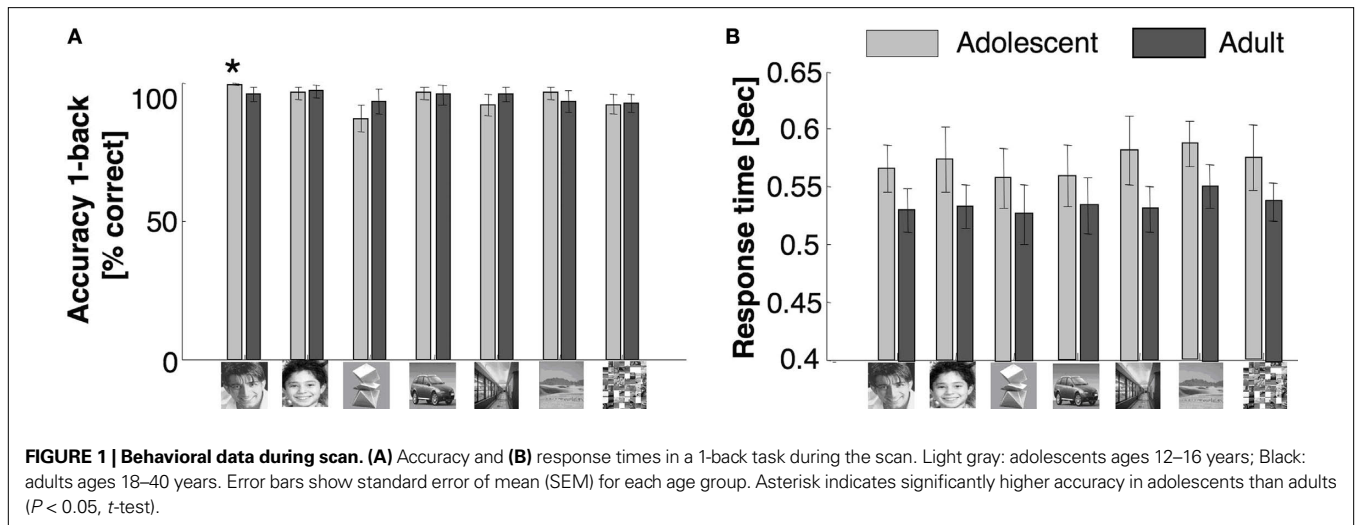 A
B
Adolescent
Adult
*
Accuracy 1-back
[% correct]
100
50
0
Response time [Sec]
0.65
0.6
0.55
0.5
0.45
0.4
FIGURE 1 | Behavioral data during scan. (A) Accuracy and (B) response times in a 1-back task during the scan. Light gray: adolescents ages 12–16 years; Black:
adults ages 18–40 years. Error bars show standard error of mean (SEM) for each age group. Asterisk indicates significantly higher accuracy in adolescents than adults
(P < 0.05, t-test).